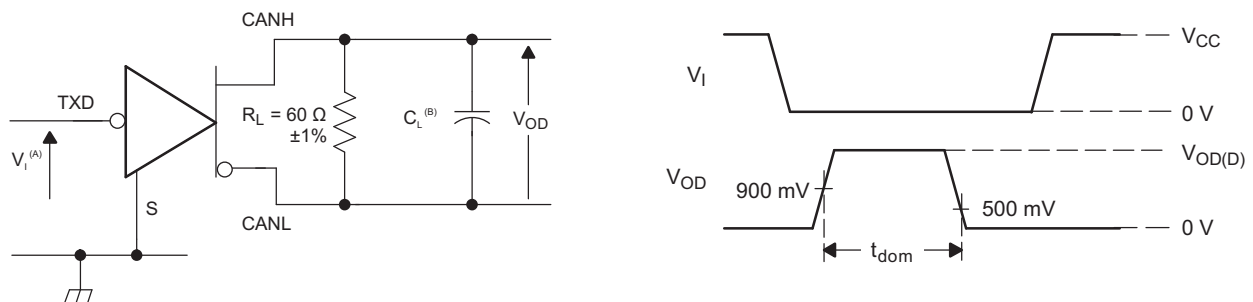 CANH
TXD
R_L = 60 Ω
±1%
C_L^(B)
V_OD
V_I^(A)
S
CANL
V_I
V_CC
0 V
V_OD
900 mV
V_OD(D)
500 mV
0 V
t_dom